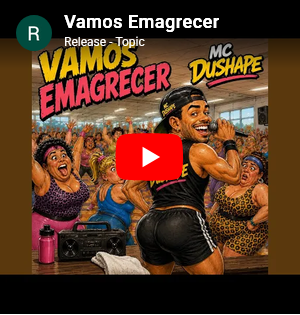 R
Vamos Emagrecer
Release - Topic
VAMOS
EMAGRECER
MC
DUSHAPE